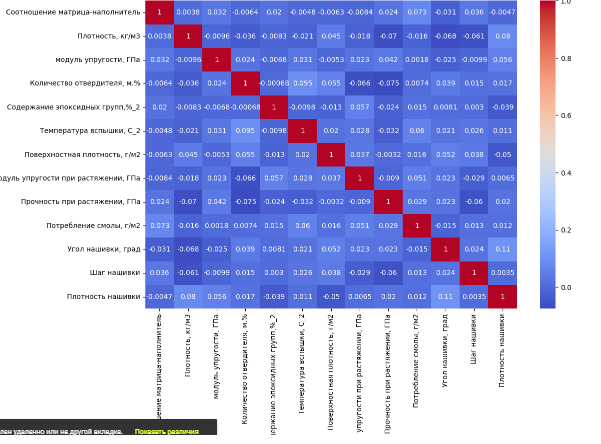 Соотношение матрица-наполнитель 1 0.0038 0.032 -0.0064 0.02 -0.0048 -0.0063 -0.0084 0.024 0.073 -0.031 0.036 -0.0047 1.0
Плотность, кг/м3 0.0038 1 -0.0096 -0.036 -0.0083 -0.021 0.045 -0.018 -0.07 -0.016 -0.068 -0.061 0.08
модуль упругости, ГПа 0.032 -0.0096 1 0.024 -0.0068 0.031 -0.0053 0.023 0.042 0.0018 -0.025 -0.0099 0.056 0.8
Количество отвердителя, м.% -0.0064 -0.036 0.024 1 -0.00068 0.095 0.055 -0.066 -0.075 0.0074 0.039 0.015 0.017
Содержание эпоксидных групп,%_2 0.02 -0.0083 -0.0068 -0.00068 1 -0.0098 -0.013 0.057 -0.024 0.015 0.0081 0.003 -0.039 0.6
Температура вспышки, С_2 -0.0048 -0.021 0.031 0.095 -0.0098 1 0.02 0.028 -0.032 0.06 0.021 0.026 0.011
Поверхностная плотность, г/м2 -0.0063 0.045 -0.0053 0.055 -0.013 0.02 1 0.037 -0.0032 0.016 0.052 0.038 -0.05
одуль упругости при растяжении, ГПа -0.0084 -0.018 0.023 -0.066 0.057 0.028 0.037 1 -0.009 0.051 0.023 -0.029 0.0065 0.4
Прочность при растяжении, ГПа 0.024 -0.07 0.042 -0.075 -0.024 -0.032 -0.0032 -0.009 1 0.029 0.023 -0.06 0.02
Потребление смолы, г/м2 0.073 -0.016 0.0018 0.0074 0.015 0.06 0.016 0.051 0.029 1 -0.015 0.013 0.012 0.2
Угол нашивки, град -0.031 -0.068 -0.025 0.039 0.0081 0.021 0.052 0.023 0.023 -0.015 1 0.024 0.11
Шаг нашивки 0.036 -0.061 -0.0099 0.015 0.003 0.026 0.038 -0.029 -0.06 0.013 0.024 1 0.0035
Плотность нашивки -0.0047 0.08 0.056 0.017 -0.039 0.011 -0.05 0.0065 0.02 0.012 0.11 0.0035 1 0.0
шение матрица-наполнитель
Плотность, кг/м3
модуль упругости, ГПа
Количество отвердителя, м.%
держание эпоксидных групп,%_2
Температура вспышки, С_2
Поверхностная плотность, г/м2
упругости при растяжении, ГПа
Прочность при растяжении, ГПа
Потребление смолы, г/м2
Угол нашивки, град
Шаг нашивки
Плотность нашивки
лен удаленно или на другой вкладке. Показать различия